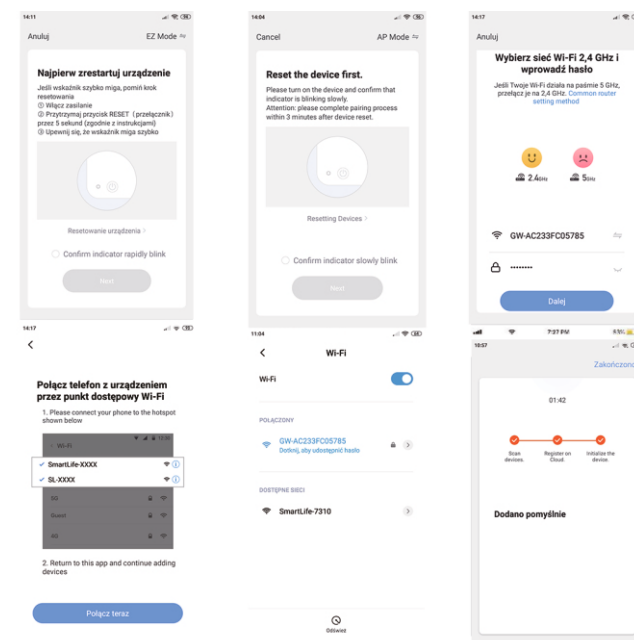 14:11
Anuluj
EZ Mode
Najpierw zrestartuj urządzenie
Jeśli wskaźnik szybko miga, pomiń krok
resetowania
① Włącz zasilanie
② Przytrzymaj przycisk RESET (przełącznik)
przez 5 sekund (zgodnie z instrukcjami)
③ Upewnij się, że wskaźnik miga szybko
Resetowanie urządzenia >
Confirm indicator rapidly blink
Next
14:04
Cancel
AP Mode
Reset the device first.
Please turn on the device and confirm that
indicator is blinking slowly.
Attention: please complete pairing process
within 3 minutes after device reset.
Resetting Devices >
Confirm indicator slowly blink
Next
14:17
Anuluj
Wybierz sieć Wi-Fi 2,4 GHz i
wprowadź hasło
Jeśli Twoje Wi-Fi działa na paśmie 5 GHz,
przełącz je na 2,4 GHz. Common router
setting method
2.4GHz
5GHz
GW-AC233FC05785
••••••••
Dalej
14:17
Połącz telefon z urządzeniem
przez punkt dostępowy Wi-Fi
1. Please connect your phone to the hotspot
shown below
Wi-Fi
SmartLife-XXXX
SL-XXXX
Guest
2. Return to this app and continue adding
devices
Połącz teraz
11:04
Wi-Fi
Wi-Fi
POŁĄCZONY
GW-AC233FC05785
Dotknij, aby udostępnić hasło
DOSTĘPNE SIECI
SmartLife-7310
Odśwież
7:27 PM
10:57
Zakończono
01:42
Scan
devices.
Register on
Cloud.
Initialize the
device.
Dodano pomyślnie